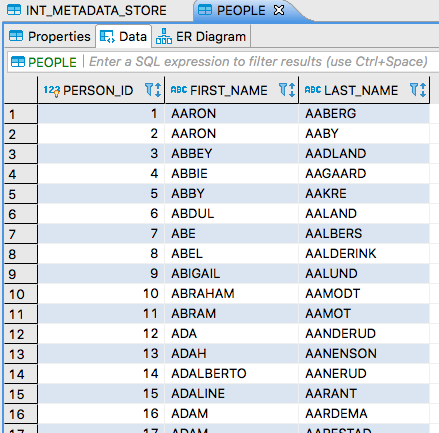 INT_METADATA_STORE PEOPLE
Properties Data ER Diagram
PEOPLE Enter a SQL expression to filter results (use Ctrl+Space)
123 PERSON_ID ABC FIRST_NAME ABC LAST_NAME
1 1 AARON AABERG
2 2 AARON AABY
3 3 ABBEY AADLAND
4 4 ABBIE AAGAARD
5 5 ABBY AAKRE
6 6 ABDUL AALAND
7 7 ABE AALBERS
8 8 ABEL AALDERINK
9 9 ABIGAIL AALUND
10 10 ABRAHAM AAMODT
11 11 ABRAM AAMOT
12 12 ADA AANDERUD
13 13 ADAH AANENSON
14 14 ADALBERTO AANERUD
15 15 ADALINE AARANT
16 16 ADAM AARDEMA
17 17 ADAM AARESTAD